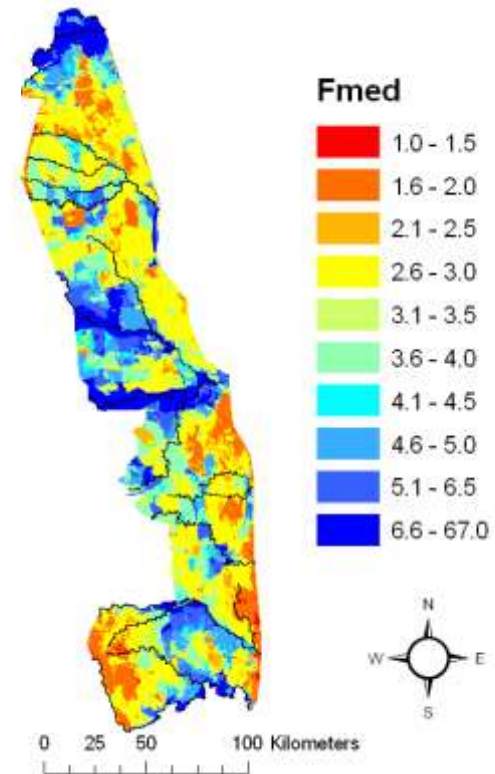 Fmed
1.0 - 1.5
1.6 - 2.0
2.1 - 2.5
2.6 - 3.0
3.1 - 3.5
3.6 - 4.0
4.1 - 4.5
4.6 - 5.0
5.1 - 6.5
6.6 - 67.0
N
W E
S
0 25 50 100 Kilometers